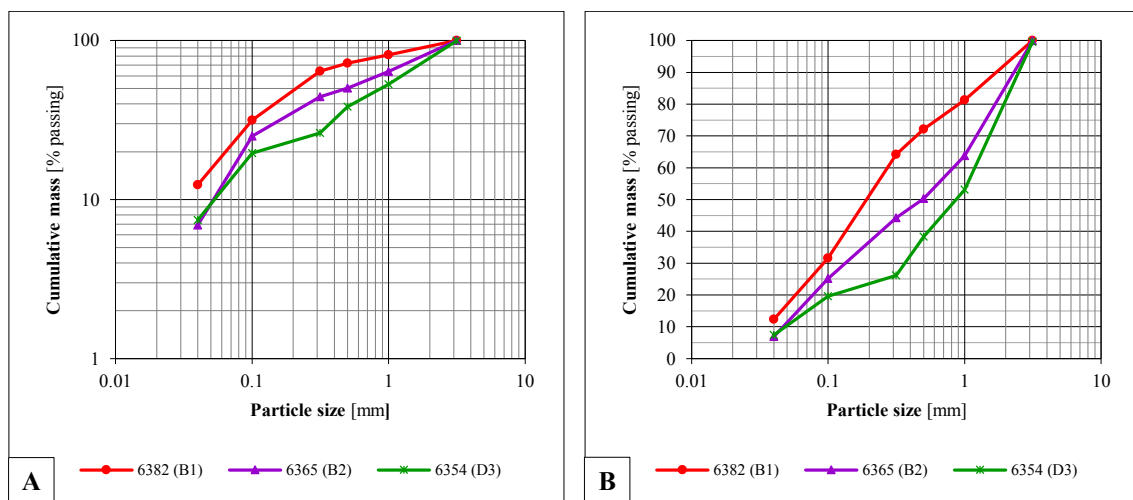 100
10
1
0.01 0.1 1 10
Cumulative mass [% passing]
Particle size [mm]
A
6382 (B1) 6365 (B2) 6354 (D3)
100
90
80
70
60
50
40
30
20
10
0
0.01 0.1 1 10
Cumulative mass [% passing]
Particle size [mm]
B
6382 (B1) 6365 (B2) 6354 (D3)